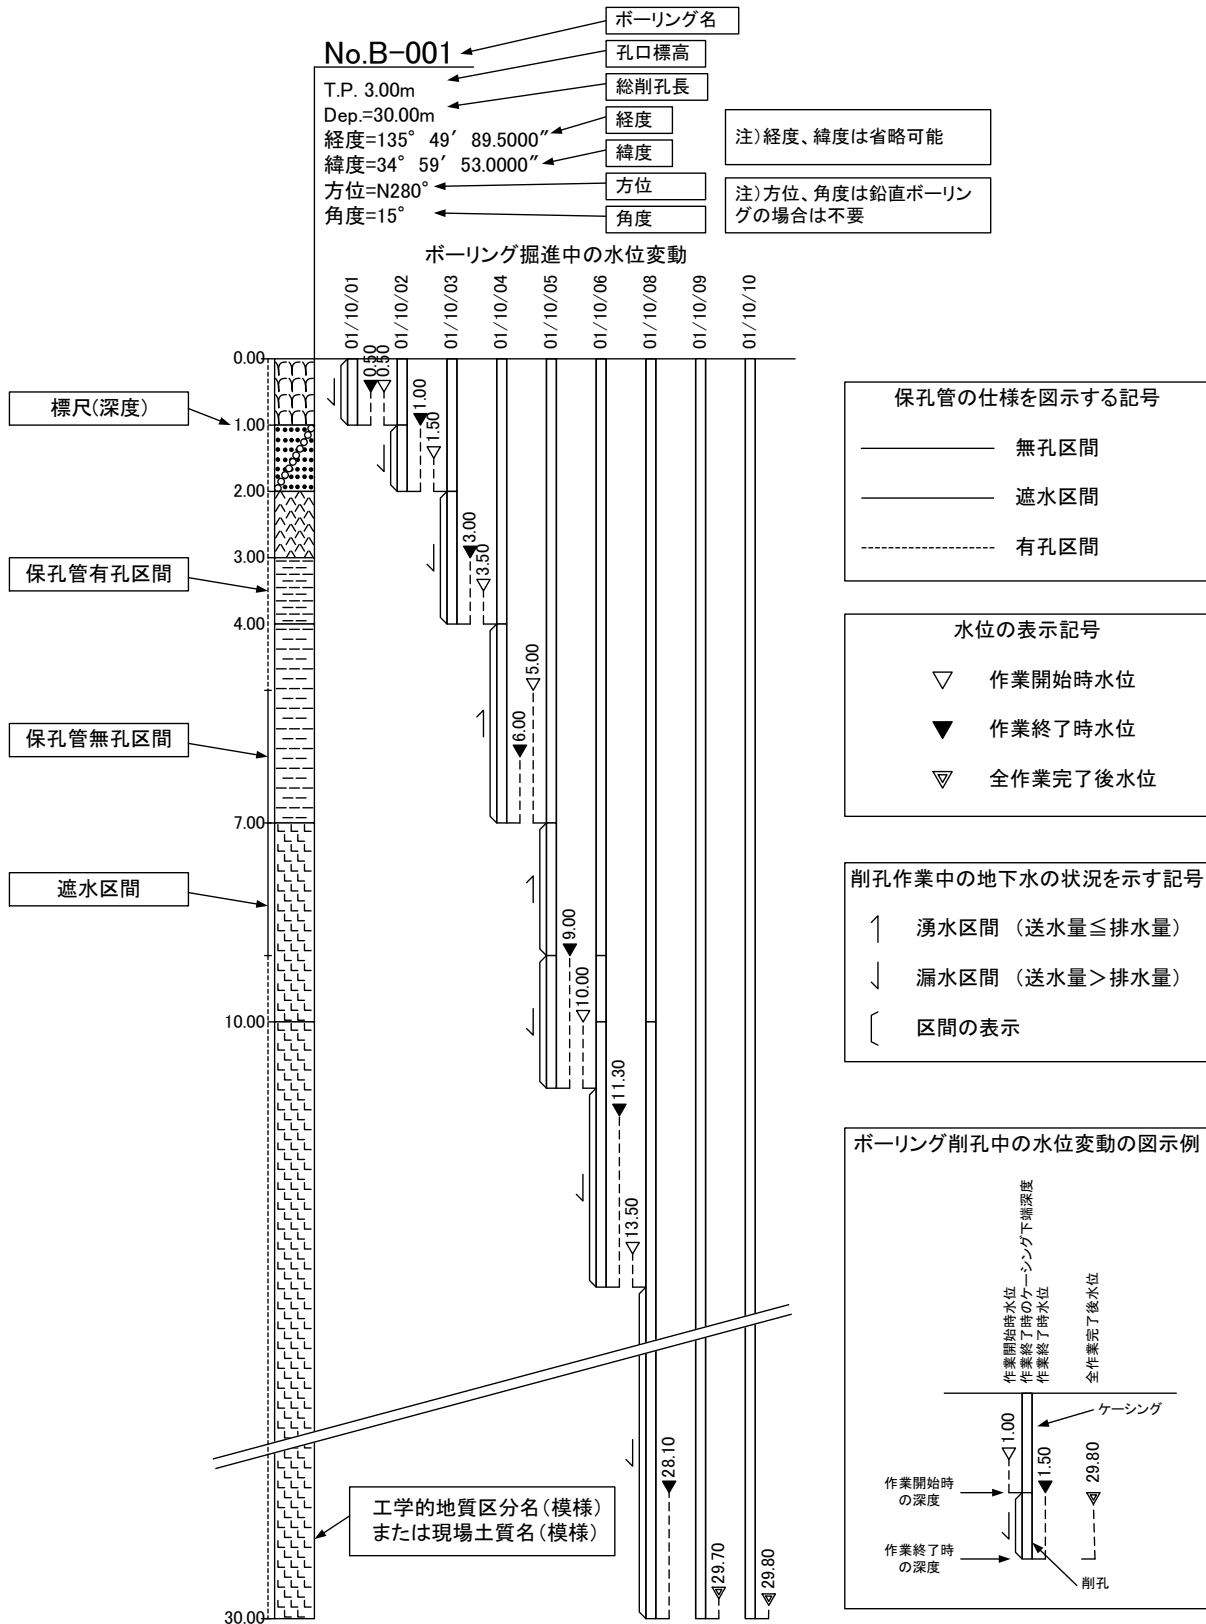 No.B-001
ボーリング名
孔口標高
T.P. 3.00m
総削孔長
Dep.=30.00m
経度
経度=135° 49′ 89.5000″
緯度
緯度=34° 59′ 53.0000″
方位
方位=N280°
角度
角度=15°
注)経度、緯度は省略可能
注)方位、角度は鉛直ボーリン
グの場合は不要
ボーリング掘進中の水位変動
01/10/01
01/10/02
01/10/03
01/10/04
01/10/05
01/10/06
01/10/08
01/10/09
01/10/10
0.00
1.00
2.00
3.00
4.00
7.00
10.00
30.00
標尺(深度)
保孔管有孔区間
保孔管無孔区間
遮水区間
工学的地質区分名(模様)
または現場土質名(模様)
0.50
0.50
1.00
1.50
3.00
3.50
5.00
6.00
9.00
10.00
11.30
13.50
28.10
29.70
29.80
保孔管の仕様を図示する記号
無孔区間
遮水区間
有孔区間
水位の表示記号
作業開始時水位
作業終了時水位
全作業完了後水位
削孔作業中の地下水の状況を示す記号
湧水区間 (送水量≦排水量)
漏水区間 (送水量>排水量)
区間の表示
ボーリング削孔中の水位変動の図示例
作業開始時水位
作業終了時のケーシング下端深度
作業終了時水位
全作業完了後水位
ケーシング
1.00
1.50
29.80
作業開始時
の深度
作業終了時
の深度
削孔